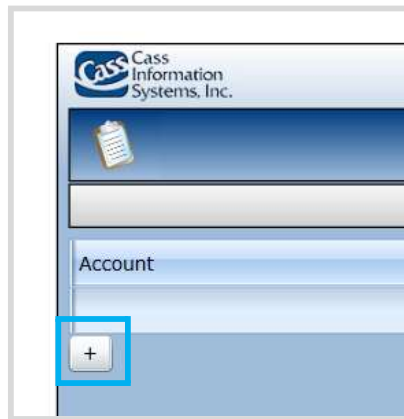 Cass
Cass
Information
Systems, Inc.
Account
+